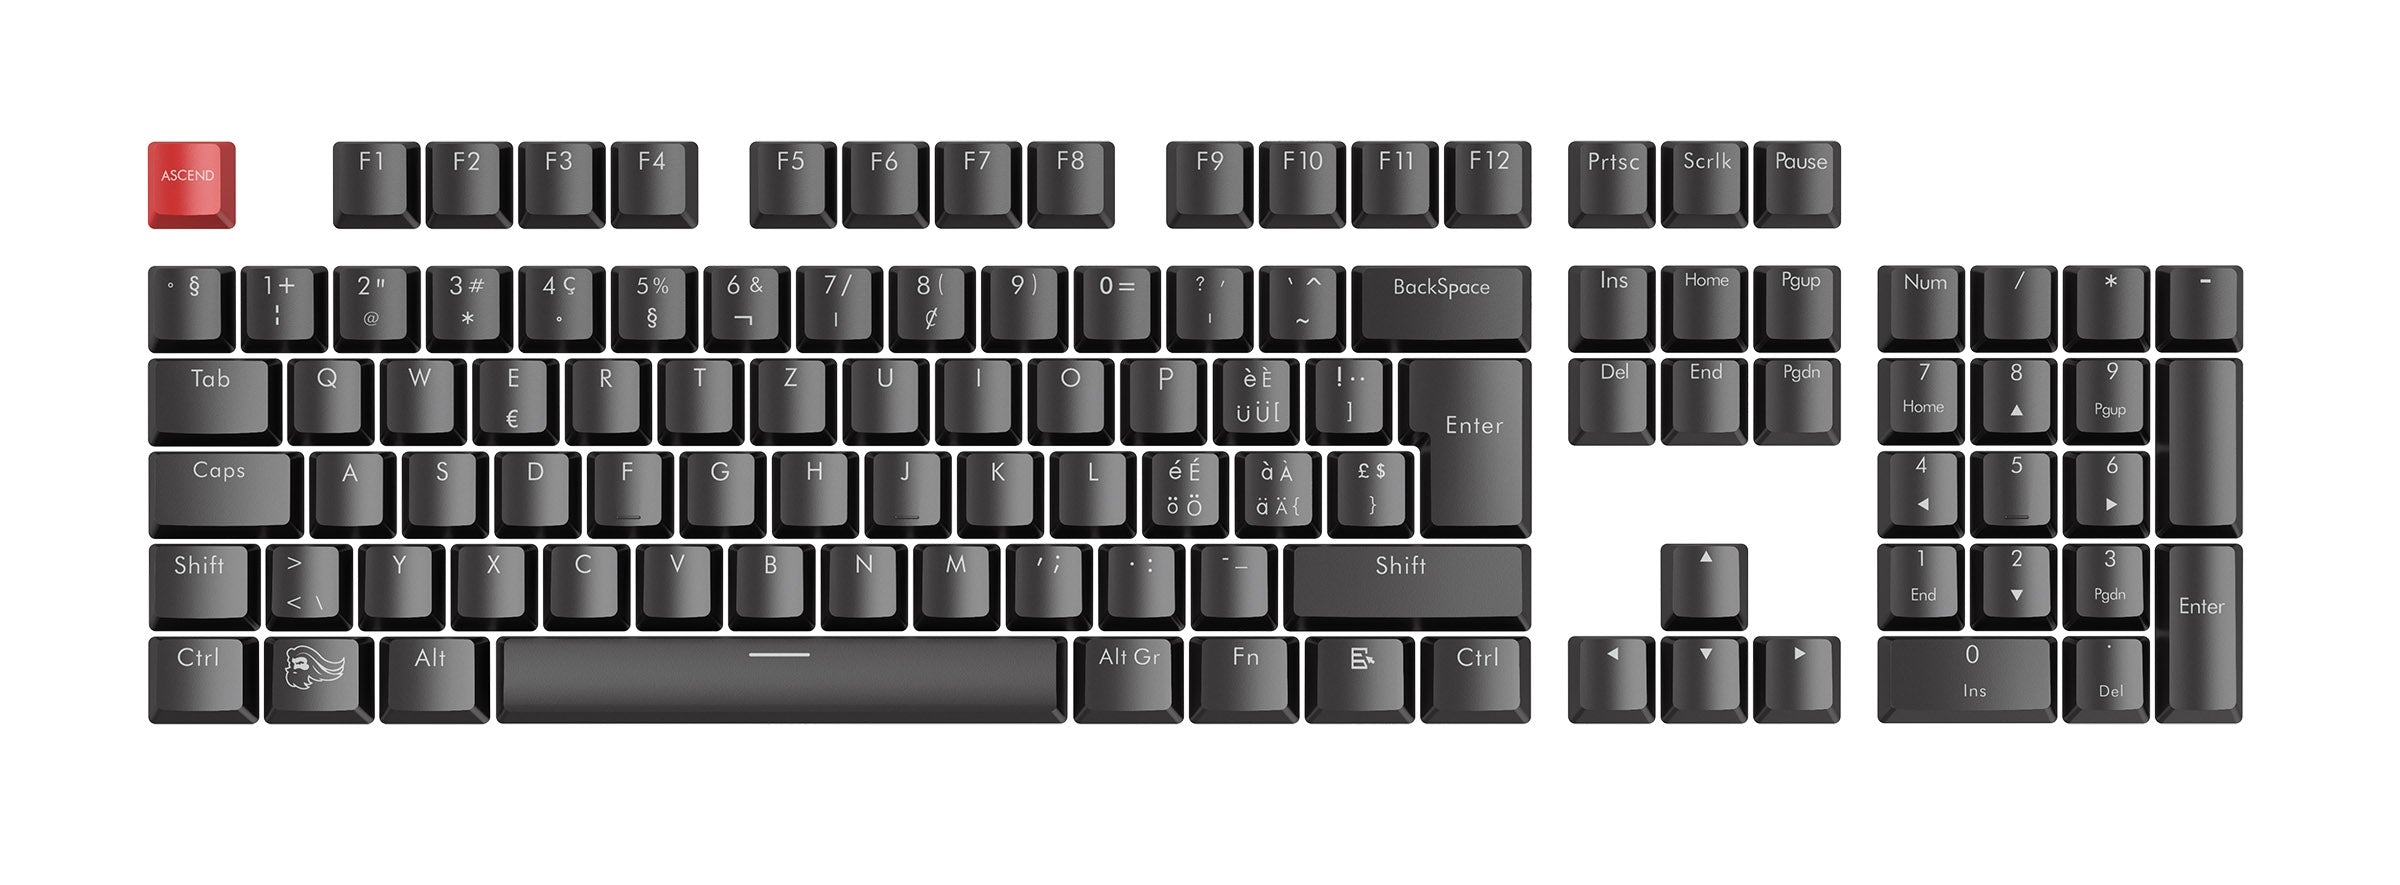 ASCEND F1 F2 F3 F4 F5 F6 F7 F8 F9 F10 F11 F12 Prtsc Scrlk Pause
° § 1 + 2 " 3 # 4 Ç 5 % 6 & 7 / 8 ( 9 ) 0 = ? ' ` ^ BackSpace Ins Home Pgup Num / * -
¦ @ * ° § ¬ | ¢ ' ~
Tab Q W E R T Z U I O P è È ! ¨ Del End Pgdn 7 8 9
€ ü Ü [ ] Enter Home ▲ Pgup
Caps A S D F G H J K L é É à À £ $ 4 5 6
ö Ö ä Ä { } ◀ ▶
Shift > Y X C V B N M ' ; . : - _ Shift ▲ 1 2 3
< \ End ▼ Pgdn Enter
Ctrl Alt Alt Gr Fn Ctrl ◀ ▼ ▶ 0 .
Ins Del